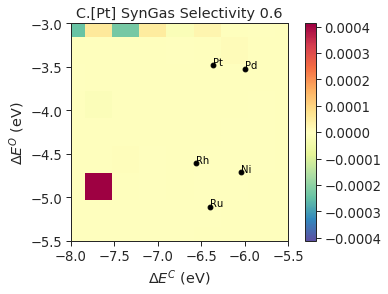 C.[Pt] SynGas Selectivity 0.6
−3.0
−3.5
−4.0
−4.5
−5.0
−5.5
ΔE^O (eV)
Pt
Pd
Rh
Ni
Ru
−8.0 −7.5 −7.0 −6.5 −6.0 −5.5
ΔE^C (eV)
0.0004
0.0003
0.0002
0.0001
0.0000
−0.0001
−0.0002
−0.0003
−0.0004